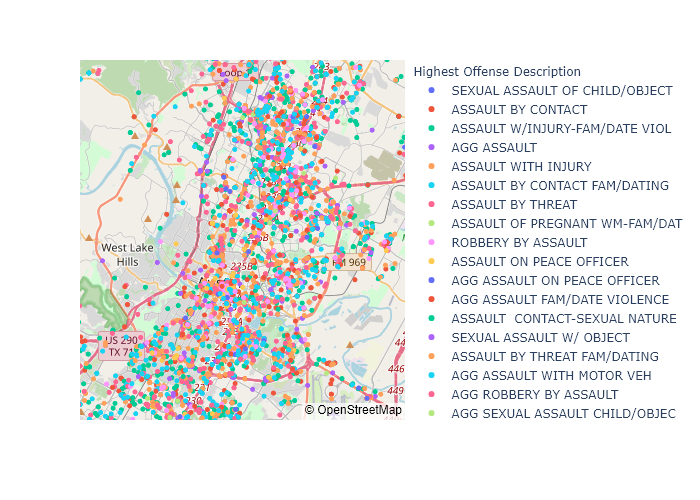 Highest Offense Description
SEXUAL ASSAULT OF CHILD/OBJECT
ASSAULT BY CONTACT
ASSAULT W/INJURY-FAM/DATE VIOL
AGG ASSAULT
ASSAULT WITH INJURY
ASSAULT BY CONTACT FAM/DATING
ASSAULT BY THREAT
ASSAULT OF PREGNANT WM-FAM/DAT
ROBBERY BY ASSAULT
ASSAULT ON PEACE OFFICER
AGG ASSAULT ON PEACE OFFICER
AGG ASSAULT FAM/DATE VIOLENCE
ASSAULT  CONTACT-SEXUAL NATURE
SEXUAL ASSAULT W/ OBJECT
ASSAULT BY THREAT FAM/DATING
AGG ASSAULT WITH MOTOR VEH
AGG ROBBERY BY ASSAULT
AGG SEXUAL ASSAULT CHILD/OBJEC
West Lake
Hills
235B
FM 969
US 290
TX 71
230
446
449
© OpenStreetMap